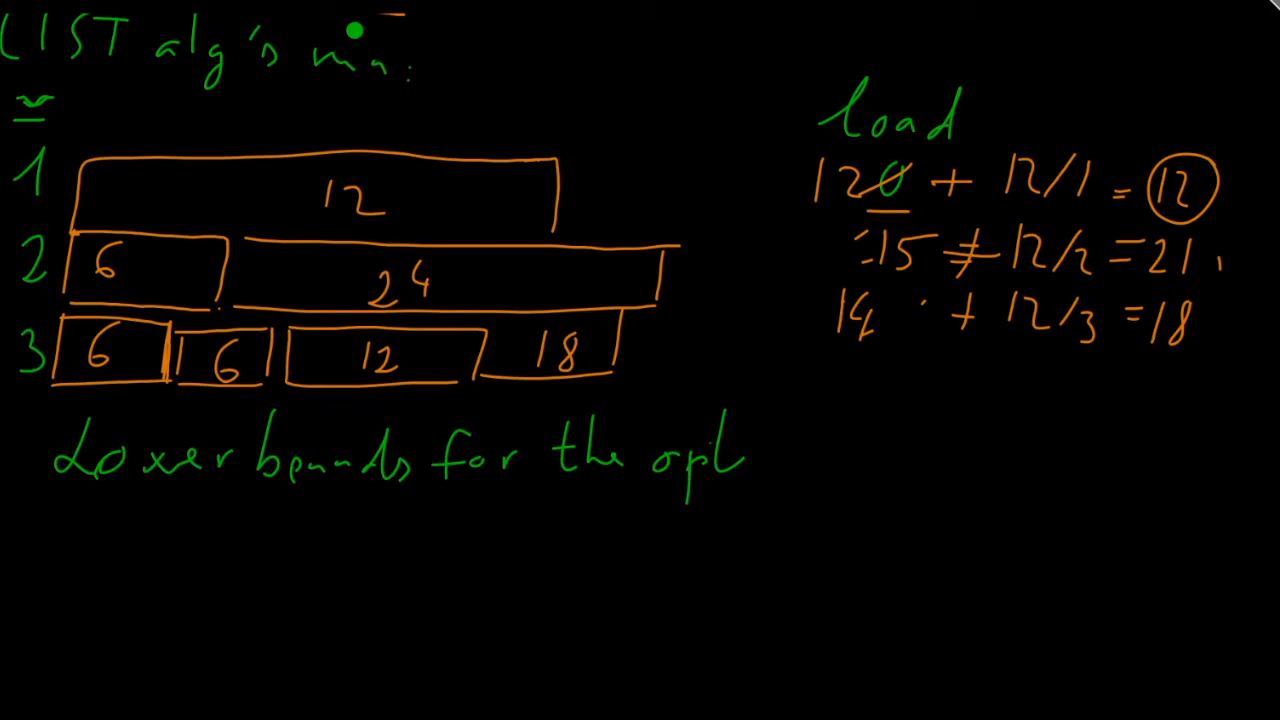 LIST alg's min:
load
1 12 120 + 12/1 = 12
2 6 24 =15 + 12/2 = 21
3 6 6 12 18 14 + 12/3 = 18
Lower bounds for the opt